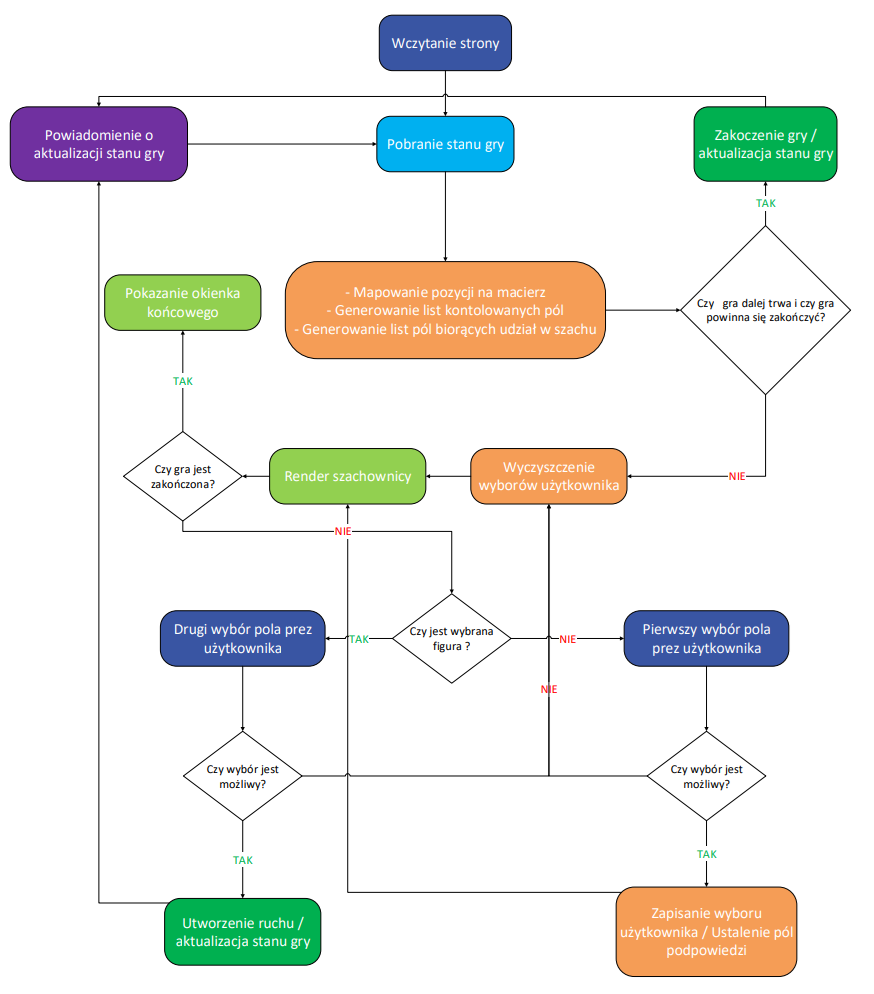 Wczytanie strony
Powiadomienie o
aktualizacji stanu gry
Pobranie stanu gry
Zakoczenie gry /
aktualizacja stanu gry
TAK
Pokazanie okienka
końcowego
- Mapowanie pozycji na macierz
- Generowanie list kontolowanych pól
- Generowanie list pól biorących udział w szachu
Czy gra dalej trwa i czy gra
powinna się zakończyć?
TAK
Czy gra jest
zakończona?
Render szachownicy
Wyczyszczenie
wyborów użytkownika
NIE
NIE
Drugi wybór pola prez
użytkownika
TAK
Czy jest wybrana
figura ?
NIE
Pierwszy wybór pola
prez użytkownika
NIE
Czy wybór jest
możliwy?
Czy wybór jest
możliwy?
TAK
TAK
Utworzenie ruchu /
aktualizacja stanu gry
Zapisanie wyboru
użytkownika / Ustalenie pól
podpowiedzi